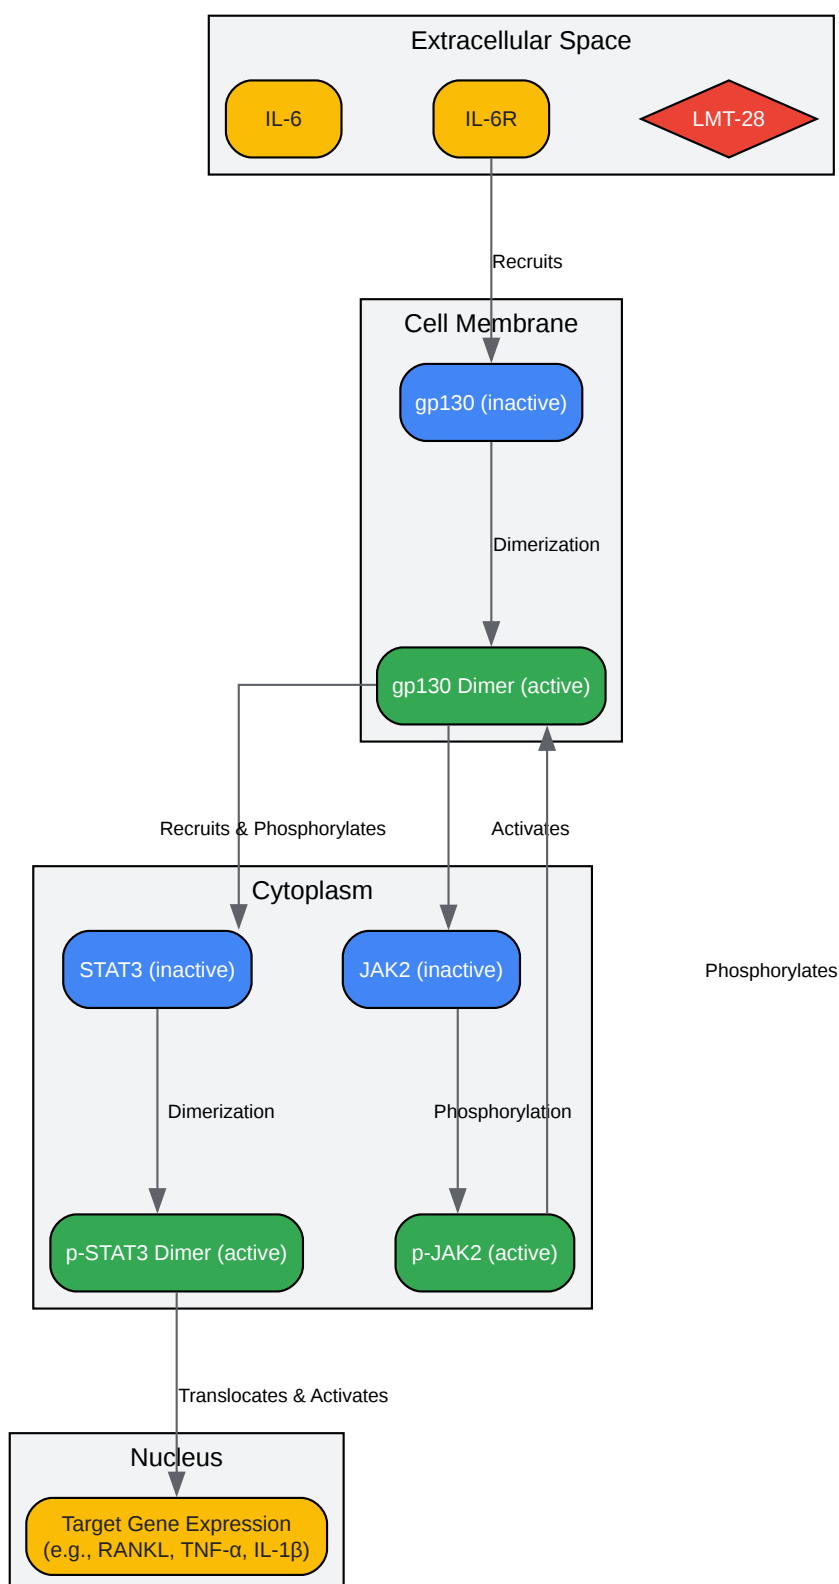 Extracellular Space
IL-6
IL-6R
LMT-28
Recruits
Cell Membrane
gp130 (inactive)
Dimerization
gp130 Dimer (active)
Recruits & Phosphorylates
Activates
Cytoplasm
STAT3 (inactive)
JAK2 (inactive)
Phosphorylates
Dimerization
Phosphorylation
p-STAT3 Dimer (active)
p-JAK2 (active)
Translocates & Activates
Nucleus
Target Gene Expression
(e.g., RANKL, TNF-α, IL-1β)